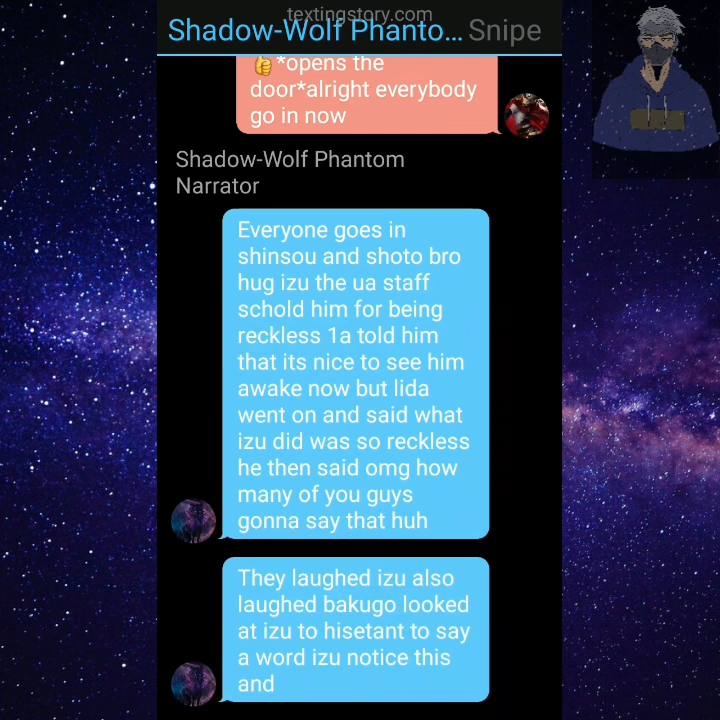 textingstory.com
Shadow-Wolf Phanto... Snipe
👍*opens the
door*alright everybody
go in now
Shadow-Wolf Phantom
Narrator
Everyone goes in
shinsou and shoto bro
hug izu the ua staff
schold him for being
reckless 1a told him
that its nice to see him
awake now but lida
went on and said what
izu did was so reckless
he then said omg how
many of you guys
gonna say that huh
They laughed izu also
laughed bakugo looked
at izu to hisetant to say
a word izu notice this
and